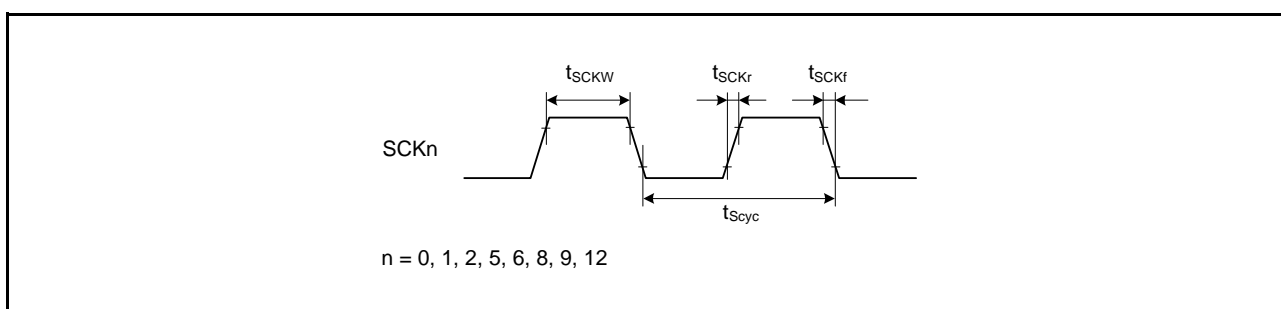 tSCKW tSCKr tSCKf
SCKn
tScyc
n = 0, 1, 2, 5, 6, 8, 9, 12